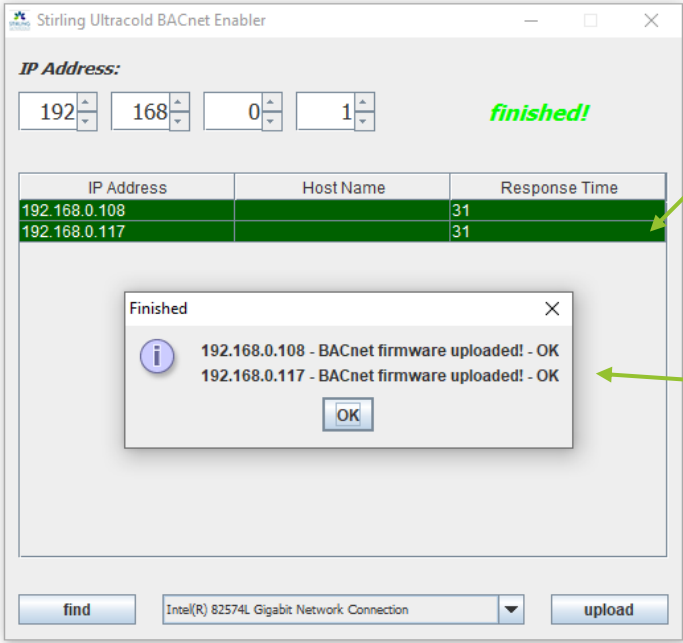 Stirling Ultracold BACnet Enabler
IP Address:
192 168 0 1 finished!
IP Address Host Name Response Time
192.168.0.108 31
192.168.0.117 31
Finished
192.168.0.108 - BACnet firmware uploaded! - OK
192.168.0.117 - BACnet firmware uploaded! - OK
OK
find Intel(R) 82574L Gigabit Network Connection upload